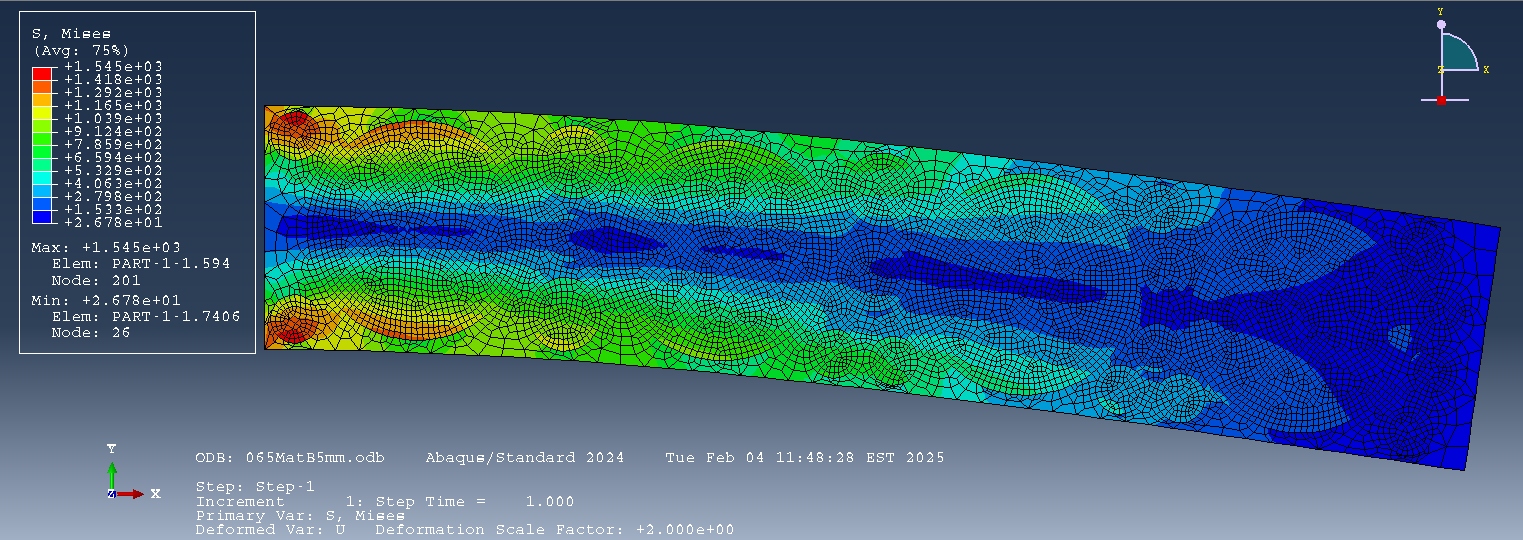 S, Mises
(Avg: 75%)
+1.545e+03
+1.418e+03
+1.292e+03
+1.165e+03
+1.039e+03
+9.124e+02
+7.859e+02
+6.594e+02
+5.329e+02
+4.063e+02
+2.798e+02
+1.533e+02
+2.678e+01
Max: +1.545e+03
Elem: PART-1-1.594
Node: 201
Min: +2.678e+01
Elem: PART-1-1.7406
Node: 26
Y
Z
X
Y
Z
X
ODB: 065MatB5mm.odb    Abaqus/Standard 2024    Tue Feb 04 11:48:28 EST 2025
Step: Step-1
Increment     1: Step Time =    1.000
Primary Var: S, Mises
Deformed Var: U   Deformation Scale Factor: +2.000e+00